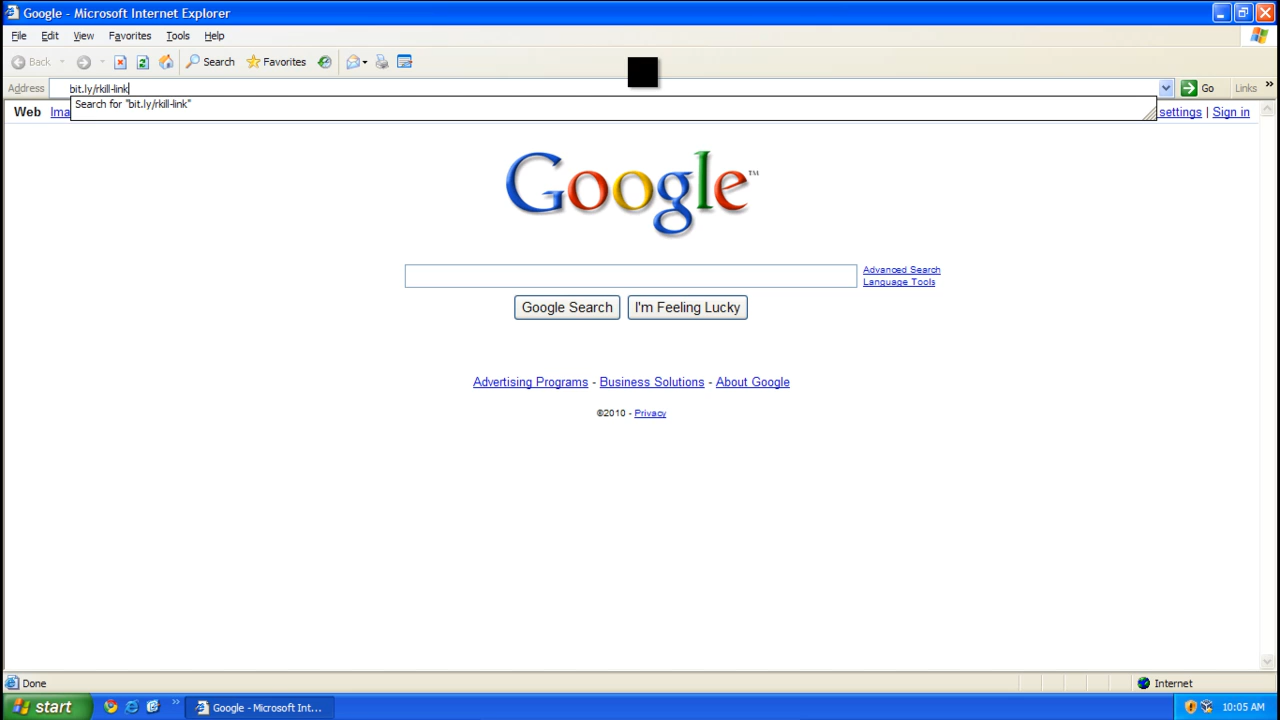 Google - Microsoft Internet Explorer
File Edit View Favorites Tools Help
Back Search Favorites
Address bit.ly/rkill-link Go Links »
Search for "bit.ly/rkill-link"
Web Ima settings | Sign in
Google™
Advanced Search
Language Tools
Google Search I'm Feeling Lucky
Advertising Programs - Business Solutions - About Google
©2010 - Privacy
Done Internet
start » Google - Microsoft Int... 10:05 AM